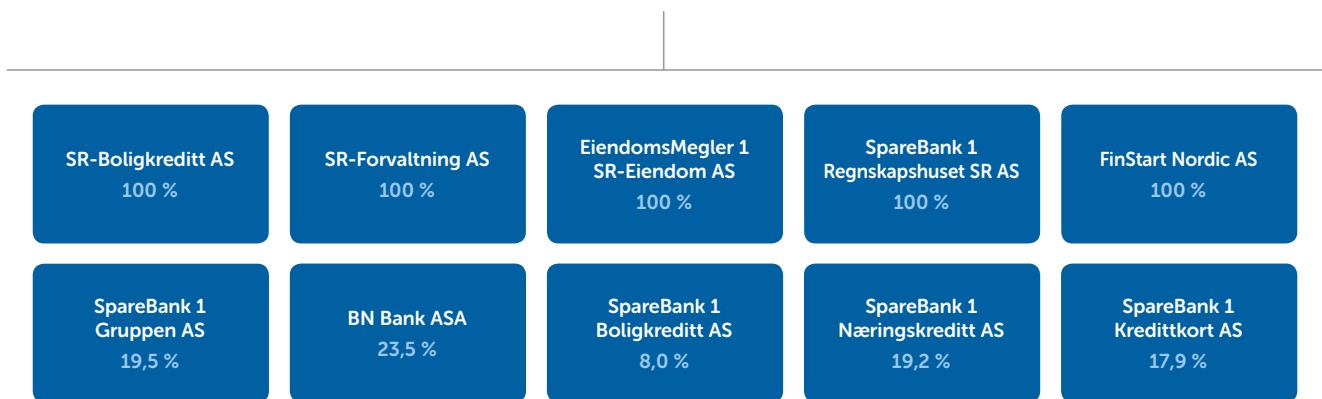 SR-Boligkreditt AS
100 %
SR-Forvaltning AS
100 %
EiendomsMegler 1
SR-Eiendom AS
100 %
SpareBank 1
Regnskapshuset SR AS
100 %
FinStart Nordic AS
100 %
SpareBank 1
Gruppen AS
19,5 %
BN Bank ASA
23,5 %
SpareBank 1
Boligkreditt AS
8,0 %
SpareBank 1
Næringskreditt AS
19,2 %
SpareBank 1
Kredittkort AS
17,9 %